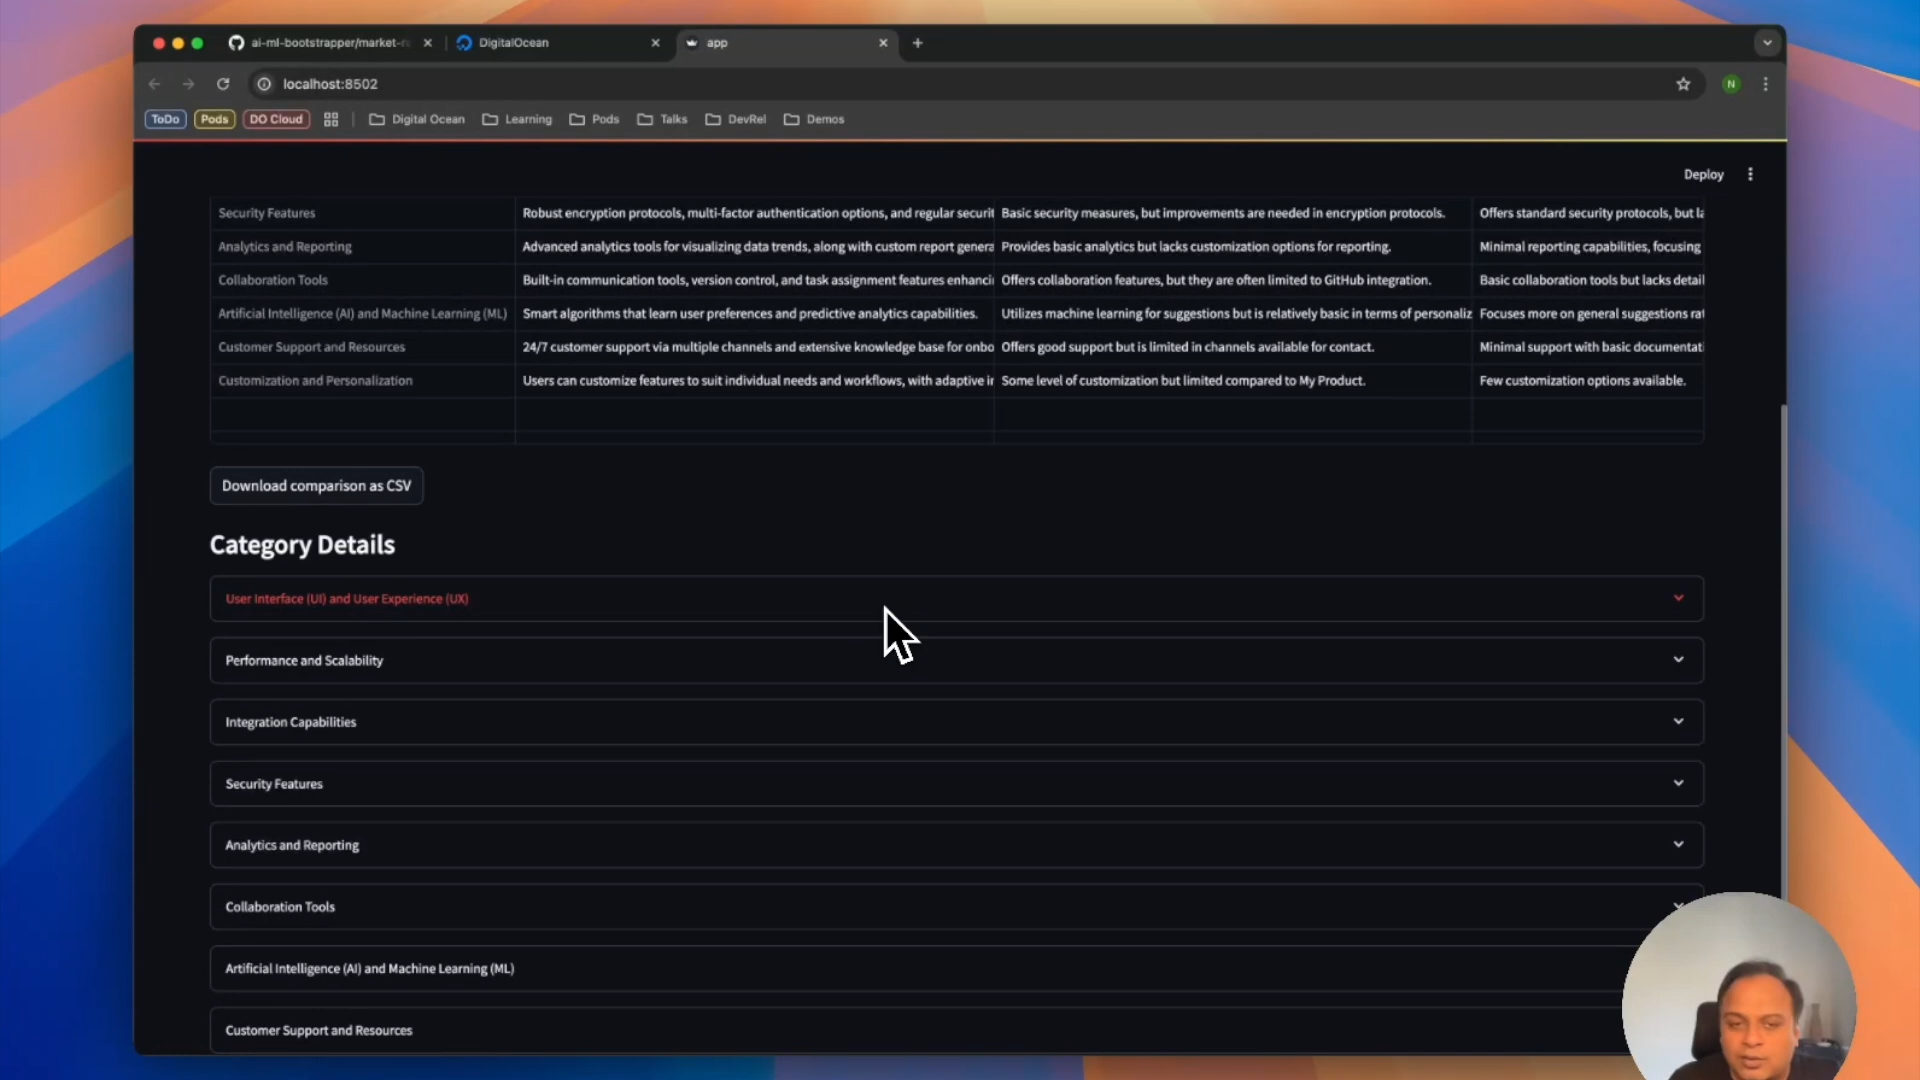 ai-ml-bootstrapper/market-r
DigitalOcean
app
localhost:8502
N
ToDo
Pods
DO Cloud
Digital Ocean
Learning
Pods
Talks
DevRel
Demos
Deploy
Security Features
Robust encryption protocols, multi-factor authentication options, and regular securit
Basic security measures, but improvements are needed in encryption protocols.
Offers standard security protocols, but la
Analytics and Reporting
Advanced analytics tools for visualizing data trends, along with custom report genera
Provides basic analytics but lacks customization options for reporting.
Minimal reporting capabilities, focusing
Collaboration Tools
Built-in communication tools, version control, and task assignment features enhancin
Offers collaboration features, but they are often limited to GitHub integration.
Basic collaboration tools but lacks detail
Artificial Intelligence (AI) and Machine Learning (ML)
Smart algorithms that learn user preferences and predictive analytics capabilities.
Utilizes machine learning for suggestions but is relatively basic in terms of personaliz
Focuses more on general suggestions rat
Customer Support and Resources
24/7 customer support via multiple channels and extensive knowledge base for onbo
Offers good support but is limited in channels available for contact.
Minimal support with basic documentati
Customization and Personalization
Users can customize features to suit individual needs and workflows, with adaptive in
Some level of customization but limited compared to My Product.
Few customization options available.
Download comparison as CSV
Category Details
User Interface (UI) and User Experience (UX)
Performance and Scalability
Integration Capabilities
Security Features
Analytics and Reporting
Collaboration Tools
Artificial Intelligence (AI) and Machine Learning (ML)
Customer Support and Resources